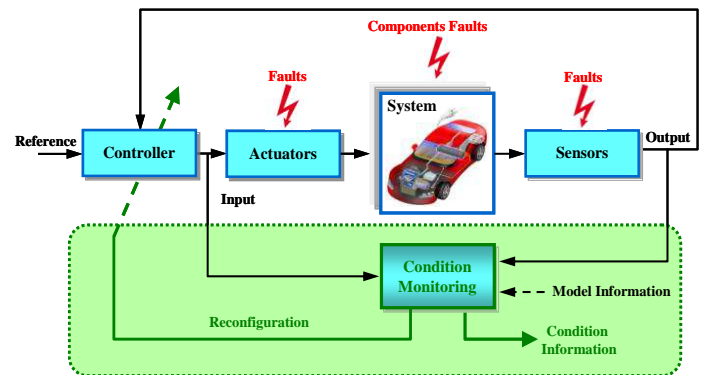 Components Faults
Faults
Faults
System
Reference
Controller
Actuators
Sensors
Output
Input
Condition
Monitoring
Model Information
Reconfiguration
Condition
Information